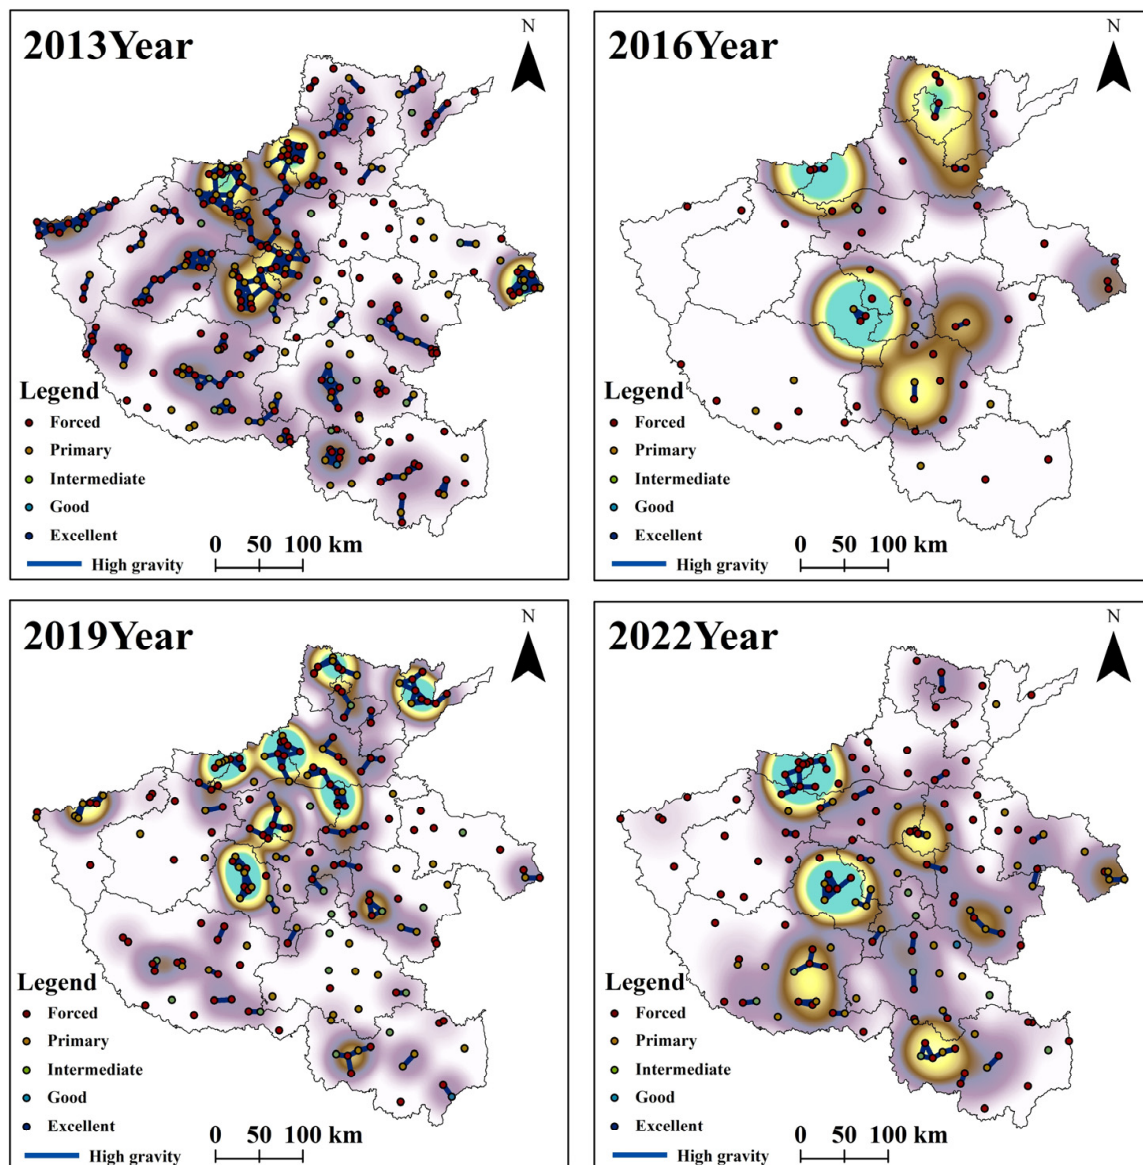 2013Year
N
Legend
Forced
Primary
Intermediate
Good
Excellent
High gravity
0 50 100 km
2016Year
N
Legend
Forced
Primary
Intermediate
Good
Excellent
High gravity
0 50 100 km
2019Year
N
Legend
Forced
Primary
Intermediate
Good
Excellent
High gravity
0 50 100 km
2022Year
N
Legend
Forced
Primary
Intermediate
Good
Excellent
High gravity
0 50 100 km